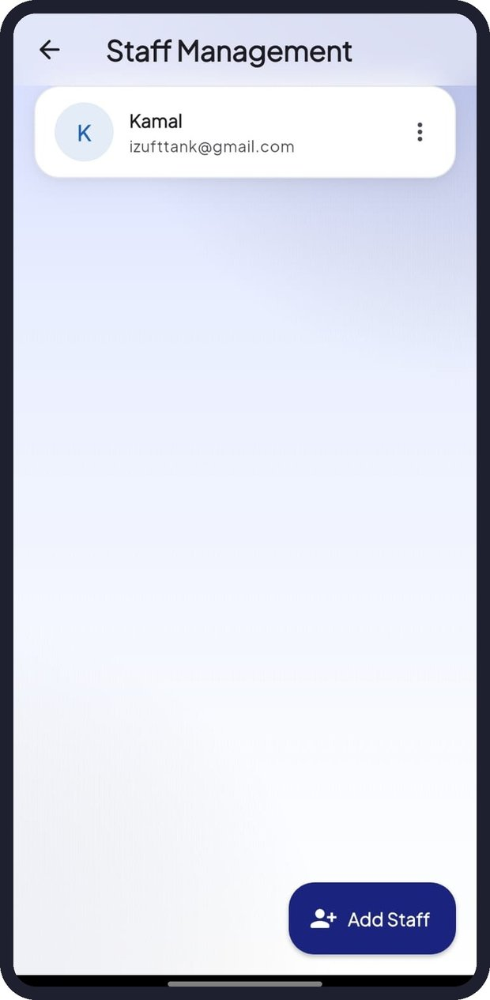 Staff Management
K
Kamal
izufttank@gmail.com
Add Staff